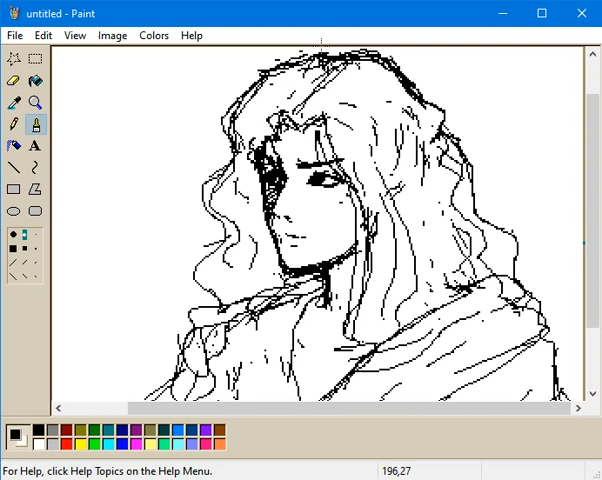 untitled - Paint
File Edit View Image Colors Help
A
For Help, click Help Topics on the Help Menu. 196,27